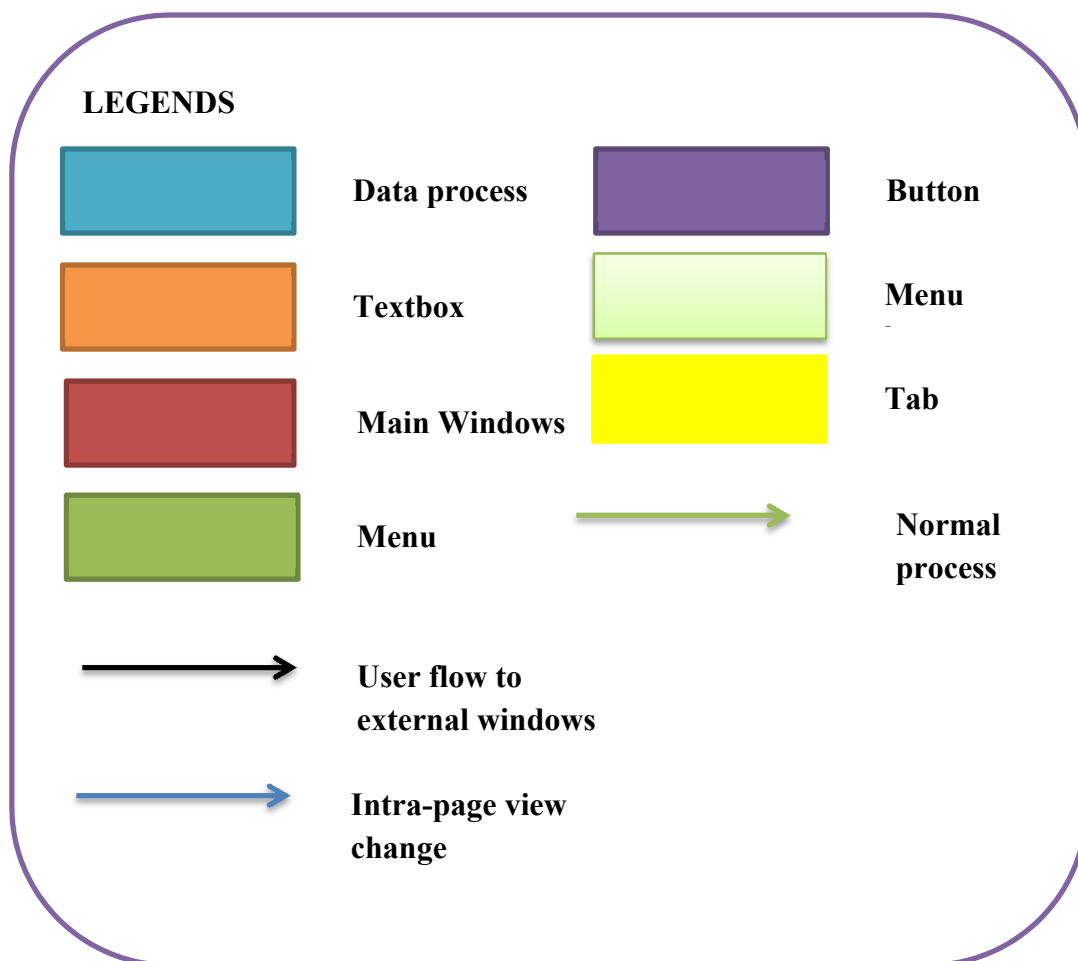 LEGENDS
Data process
Button
Textbox
Menu
Main Windows
Tab
Menu
Normal
process
User flow to
external windows
Intra-page view
change